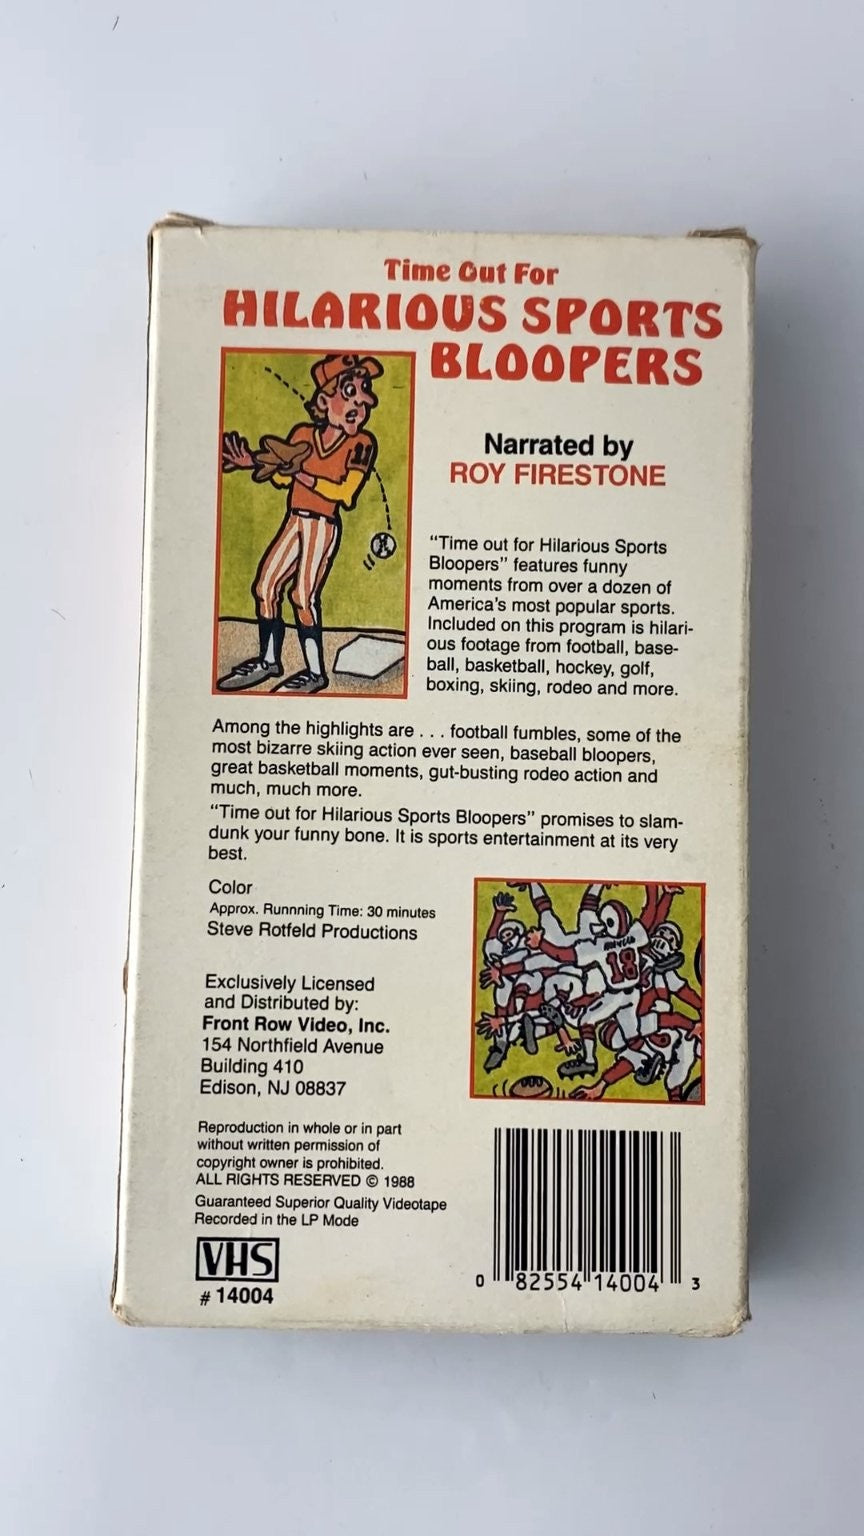 Time Out For
HILARIOUS SPORTS
BLOOPERS
Narrated by
ROY FIRESTONE
"Time out for Hilarious Sports
Bloopers" features funny
moments from over a dozen of
America's most popular sports.
Included on this program is hilari-
ous footage from football, base-
ball, basketball, hockey, golf,
boxing, skiing, rodeo and more.
Among the highlights are . . . football fumbles, some of the
most bizarre skiing action ever seen, baseball bloopers,
great basketball moments, gut-busting rodeo action and
much, much more.
"Time out for Hilarious Sports Bloopers" promises to slam-
dunk your funny bone. It is sports entertainment at its very
best.
Color
Approx. Runnning Time: 30 minutes
Steve Rotfeld Productions
18
Exclusively Licensed
and Distributed by:
Front Row Video, Inc.
154 Northfield Avenue
Building 410
Edison, NJ 08837
Reproduction in whole or in part
without written permission of
copyright owner is prohibited.
ALL RIGHTS RESERVED © 1988
Guaranteed Superior Quality Videotape
Recorded in the LP Mode
VHS
# 14004
0 82554 14004 3